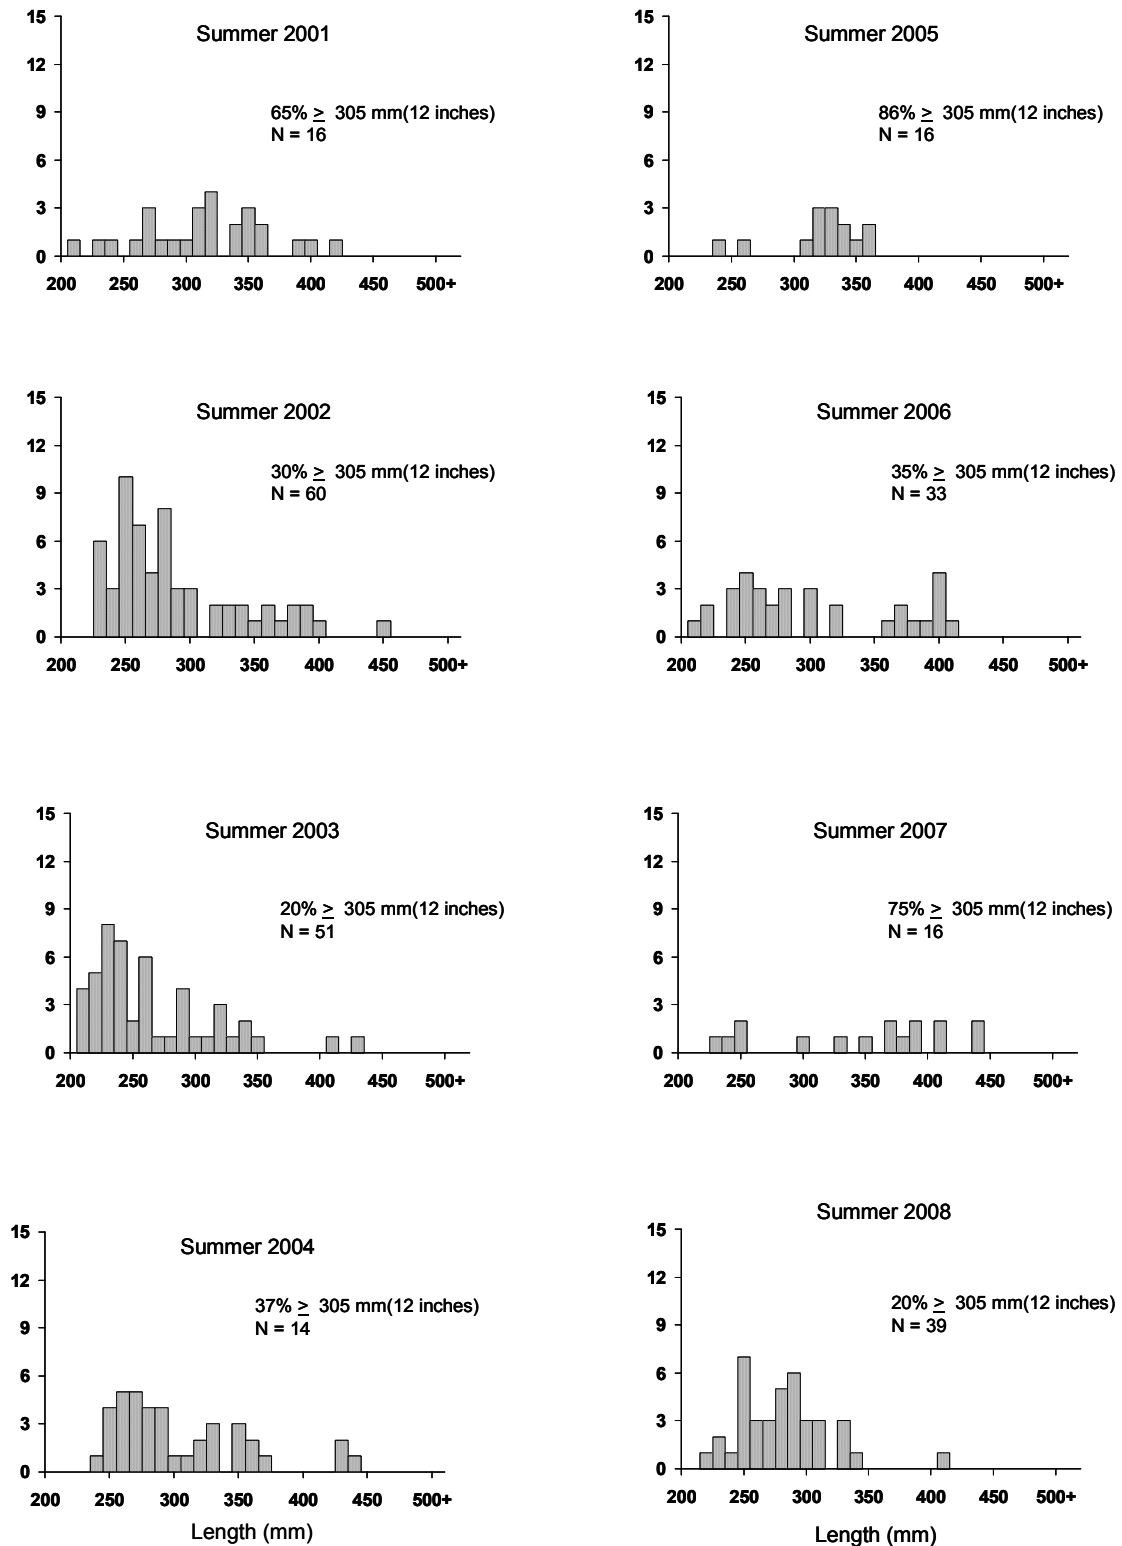 15
Summer 2001
12
65% ≥ 305 mm(12 inches)
9
N = 16
6
3
0
200 250 300 350 400 450 500+
15
Summer 2005
12
86% ≥ 305 mm(12 inches)
9
N = 16
6
3
0
200 250 300 350 400 450 500+
15
Summer 2002
12
30% ≥ 305 mm(12 inches)
9
N = 60
6
3
0
200 250 300 350 400 450 500+
15
Summer 2006
12
35% ≥ 305 mm(12 inches)
9
N = 33
6
3
0
200 250 300 350 400 450 500+
15
Summer 2003
12
20% ≥ 305 mm(12 inches)
9
N = 51
6
3
0
200 250 300 350 400 450 500+
15
Summer 2007
12
75% ≥ 305 mm(12 inches)
9
N = 16
6
3
0
200 250 300 350 400 450 500+
15
Summer 2004
12
37% ≥ 305 mm(12 inches)
N = 14
9
6
3
0
200 250 300 350 400 450 500+
Length (mm)
Summer 2008
15
12
20% ≥ 305 mm(12 inches)
9
N = 39
6
3
0
200 250 300 350 400 450 500+
Length (mm)